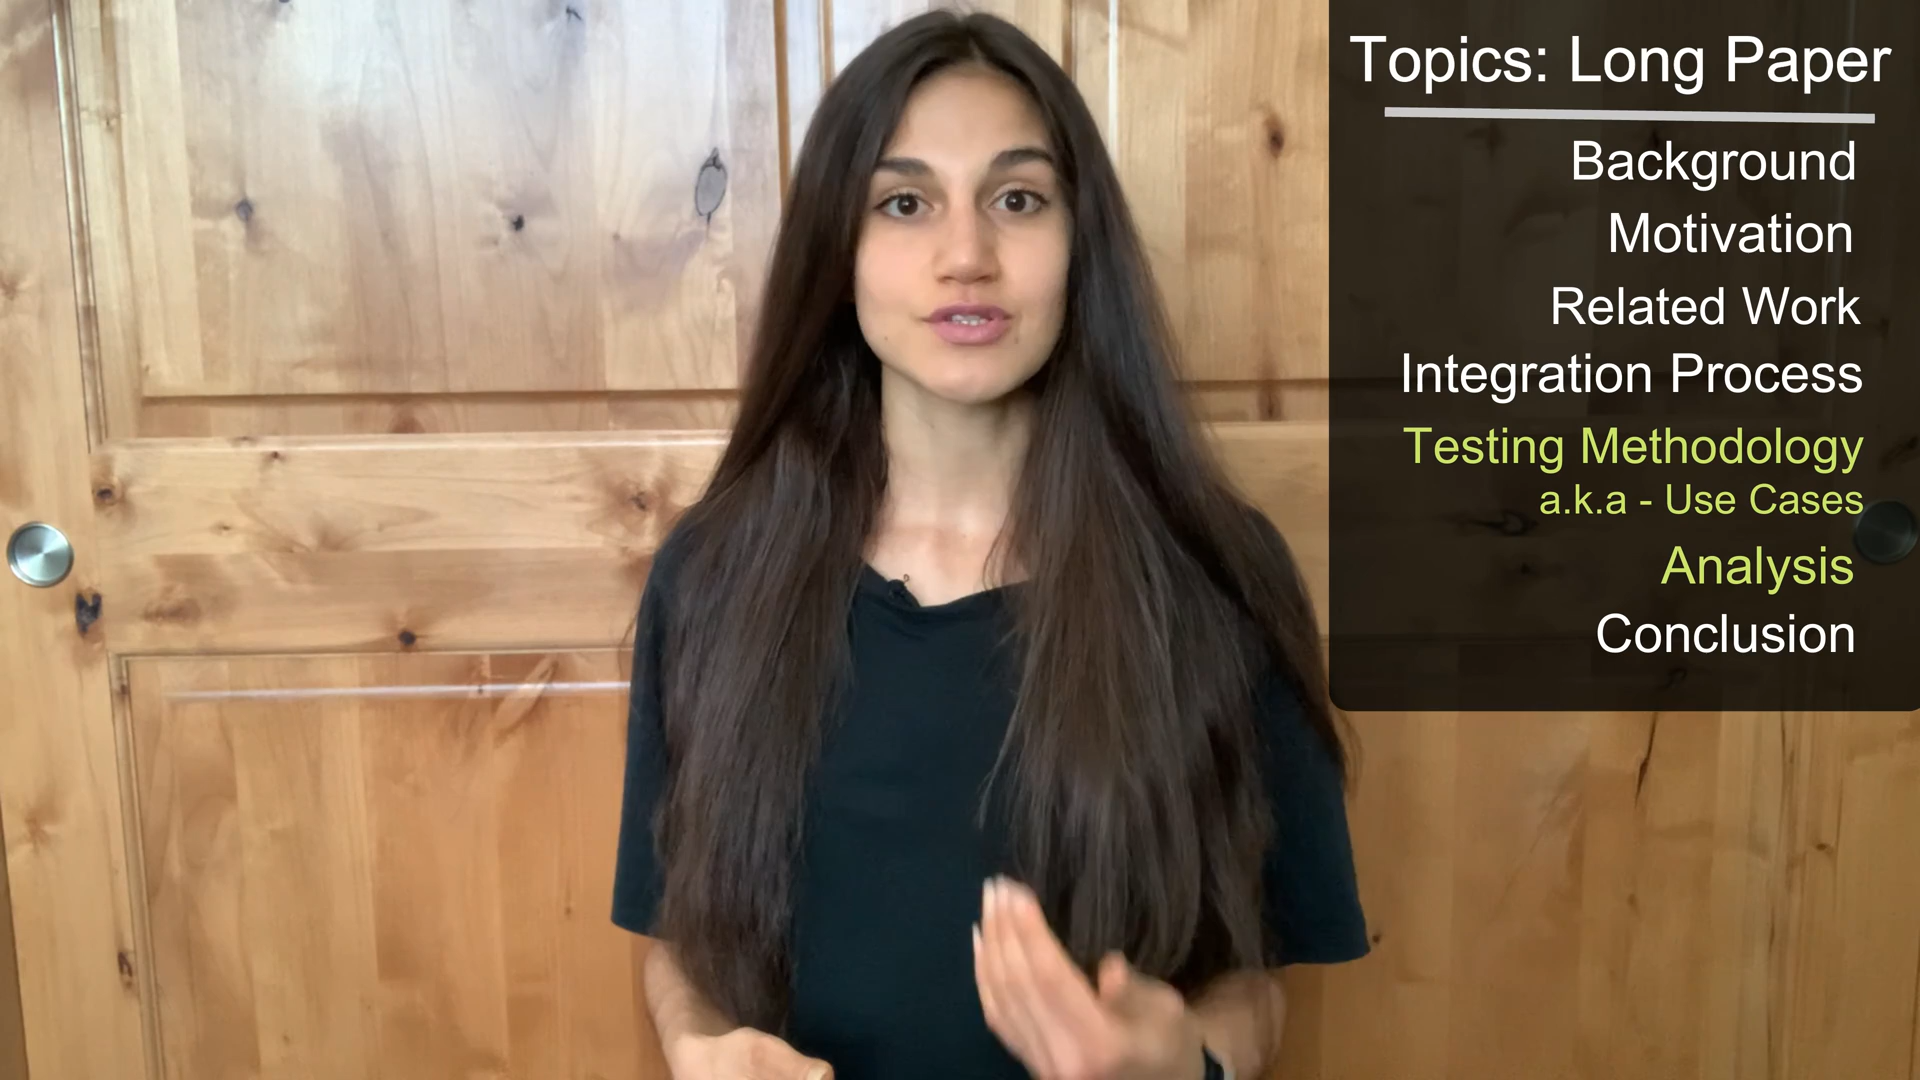 Topics: Long Paper
Background
Motivation
Related Work
Integration Process
Testing Methodology
a.k.a - Use Cases
Analysis
Conclusion